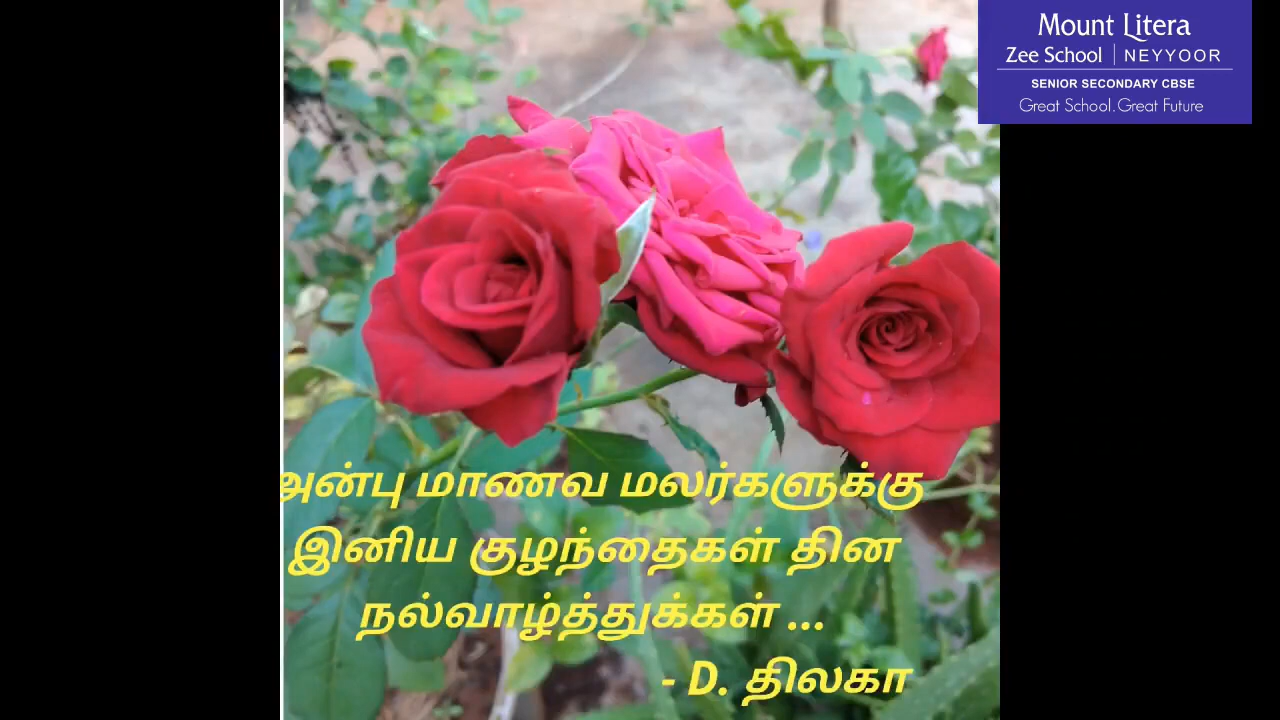 Mount Litera
Zee School | NEYYOOR
SENIOR SECONDARY CBSE
Great School.Great Future
அன்பு மாணவ மலர்களுக்கு
இனிய குழந்தைகள் தின
நல்வாழ்த்துக்கள் ...
- D. திலகா